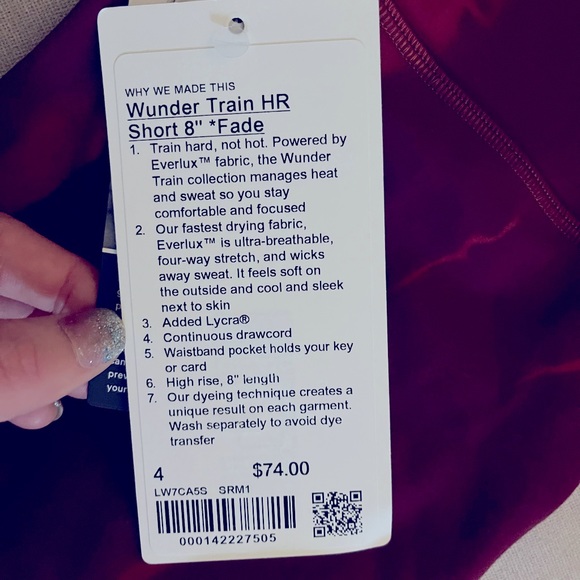 WHY WE MADE THIS
Wunder Train HR
Short 8" *Fade
1. Train hard, not hot. Powered by
Everlux™ fabric, the Wunder
Train collection manages heat
and sweat so you stay
comfortable and focused
2. Our fastest drying fabric,
Everlux™ is ultra-breathable,
four-way stretch, and wicks
away sweat. It feels soft on
the outside and cool and sleek
next to skin
3. Added Lycra®
4. Continuous drawcord
5. Waistband pocket holds your key
or card
6. High rise, 8" length
7. Our dyeing technique creates a
unique result on each garment.
Wash separately to avoid dye
transfer
4 $74.00
LW7CA5S SRM1
000142227505
your